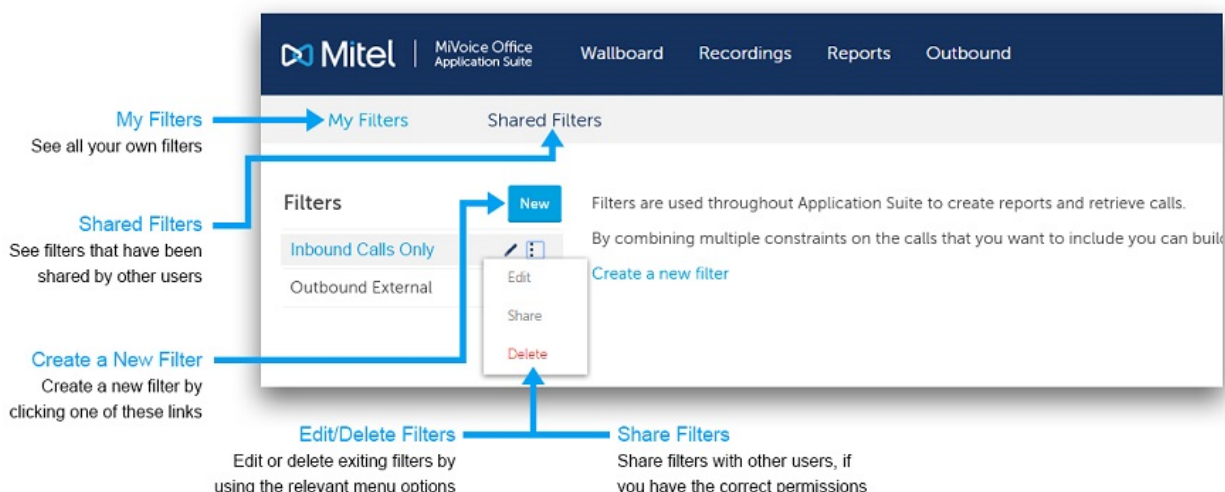 Mitel
MiVoice Office
Application Suite
Wallboard
Recordings
Reports
Outbound
My Filters
See all your own filters
My Filters
Shared Filters
Shared Filters
See filters that have been
shared by other users
Filters
New
Filters are used throughout Application Suite to create reports and retrieve calls.
Inbound Calls Only
By combining multiple constraints on the calls that you want to include you can build
Outbound External
Edit
Create a new filter
Share
Delete
Create a New Filter
Create a new filter by
clicking one of these links
Edit/Delete Filters
Edit or delete exiting filters by
using the relevant menu options
Share Filters
Share filters with other users, if
you have the correct permissions